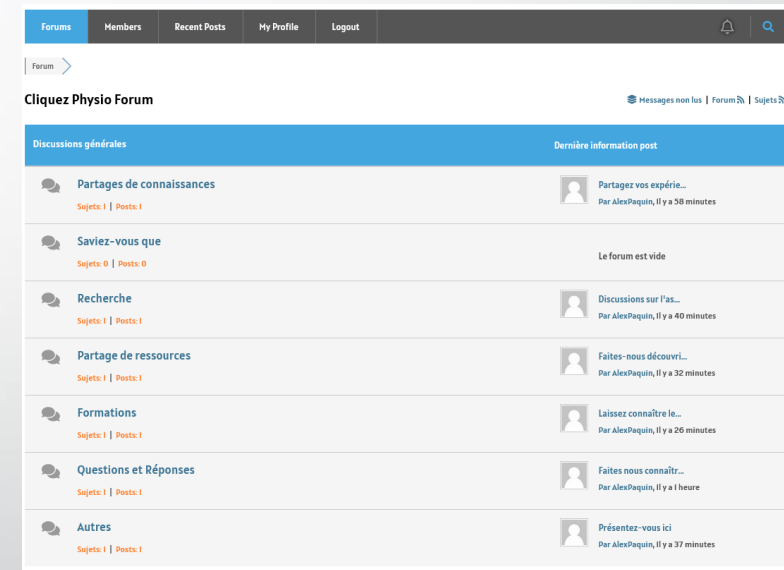 Forums Members Recent Posts My Profile Logout
Forum
Cliquez Physio Forum Messages non lus | Forum | Sujets
Discussions générales Dernière information post
Partages de connaissances Partagez vos expérie...
Sujets: 1 | Posts: 1 Par AlexPaquin, Il y a 58 minutes
Saviez-vous que
Sujets: 0 | Posts: 0 Le forum est vide
Recherche Discussions sur l'as...
Sujets: 1 | Posts: 1 Par AlexPaquin, Il y a 40 minutes
Partage de ressources Faites-nous découvri...
Sujets: 1 | Posts: 1 Par AlexPaquin, Il y a 32 minutes
Formations Laissez connaître le...
Sujets: 1 | Posts: 1 Par AlexPaquin, Il y a 26 minutes
Questions et Réponses Faites nous connaîtr...
Sujets: 1 | Posts: 1 Par AlexPaquin, Il y a 1 heure
Autres Présentez-vous ici
Sujets: 1 | Posts: 1 Par AlexPaquin, Il y a 37 minutes